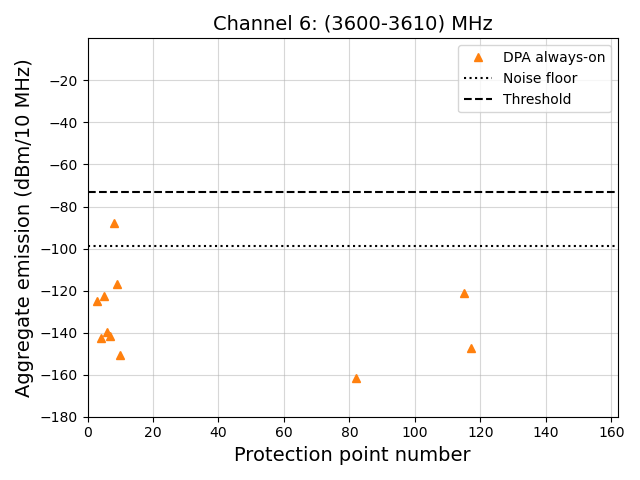 Channel 6: (3600-3610) MHz
DPA always-on
Noise floor
Threshold
Aggregate emission (dBm/10 MHz)
−20
−40
−60
−80
−100
−120
−140
−160
−180
0 20 40 60 80 100 120 140 160
Protection point number